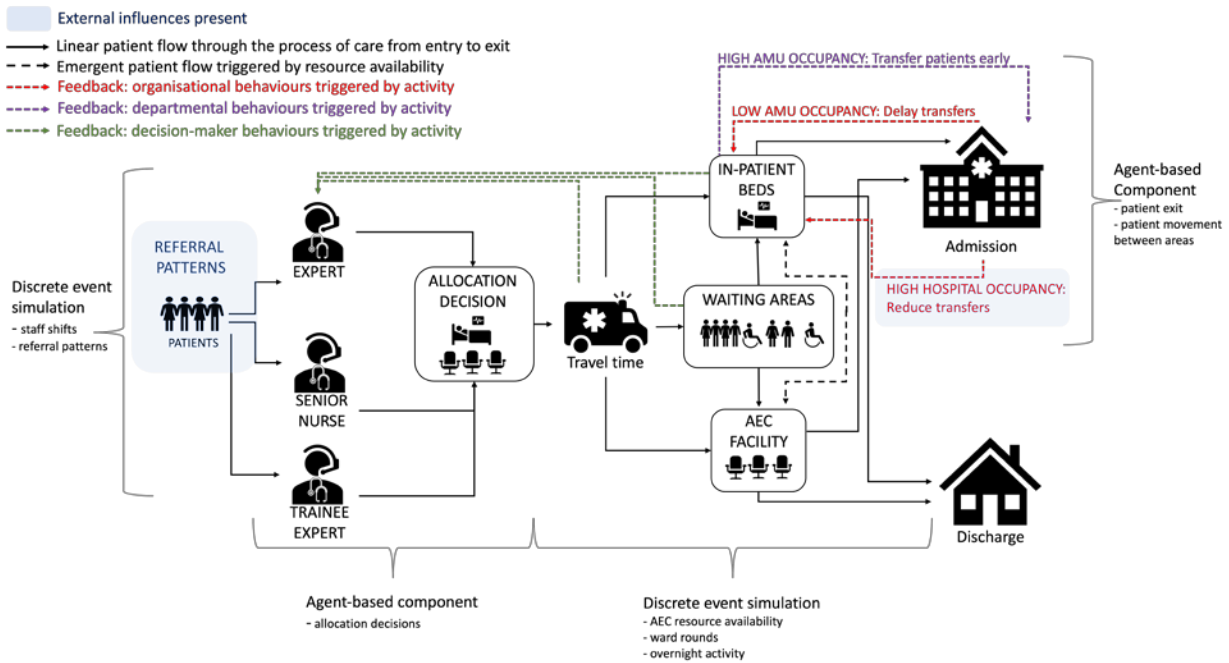 External influences present
Linear patient flow through the process of care from entry to exit
Emergent patient flow triggered by resource availability
Feedback: organisational behaviours triggered by activity
Feedback: departmental behaviours triggered by activity
Feedback: decision-maker behaviours triggered by activity
HIGH AMU OCCUPANCY: Transfer patients early
LOW AMU OCCUPANCY: Delay transfers
Discrete event
simulation
- staff shifts
- referral patterns
REFERRAL
PATTERNS
PATIENTS
EXPERT
SENIOR
NURSE
TRAINEE
EXPERT
ALLOCATION
DECISION
Travel time
IN-PATIENT
BEDS
WAITING AREAS
AEC
FACILITY
Admission
HIGH HOSPITAL OCCUPANCY:
Reduce transfers
Discharge
Agent-based
Component
- patient exit
- patient movement
between areas
Agent-based component
- allocation decisions
Discrete event simulation
- AEC resource availability
- ward rounds
- overnight activity